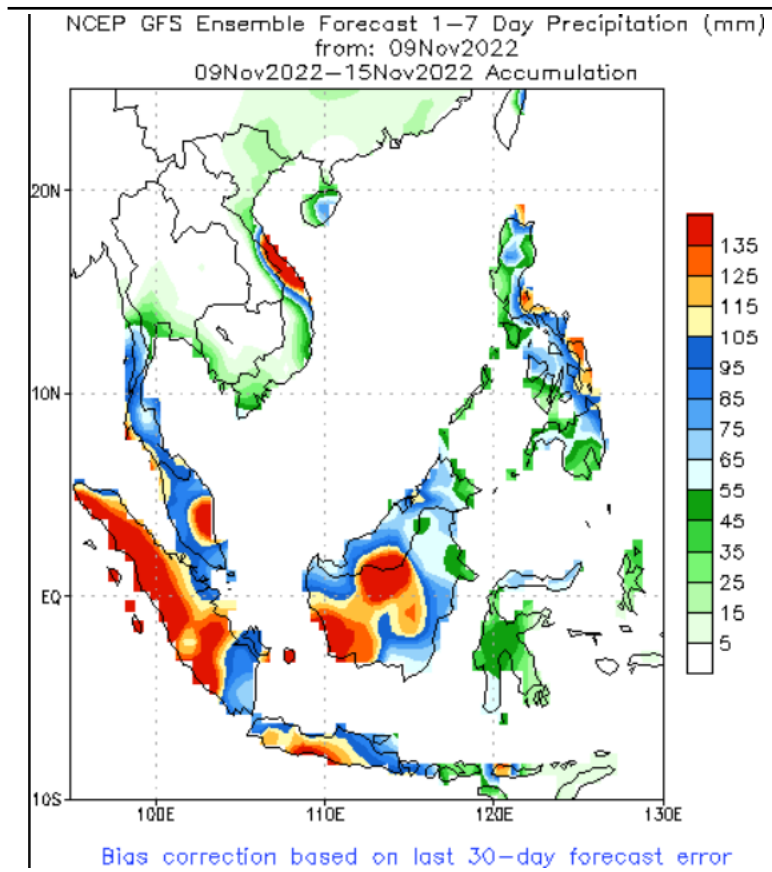 NCEP GFS Ensemble Forecast 1–7 Day Precipitation (mm)
from: 09Nov2022
09Nov2022–15Nov2022 Accumulation
20N
10N
EQ
10S
100E
110E
120E
130E
135
125
115
105
95
85
75
65
55
45
35
25
15
5
Bias correction based on last 30–day forecast error